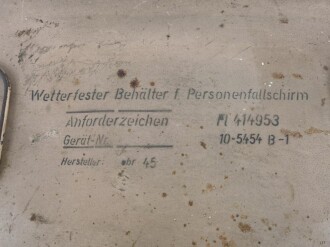 Wetterfester Behälter f. Personenfallschirm
Anforderzeichen Fl 414953
Gerät-Nr. 10-5454 B-1
Hersteller: 45